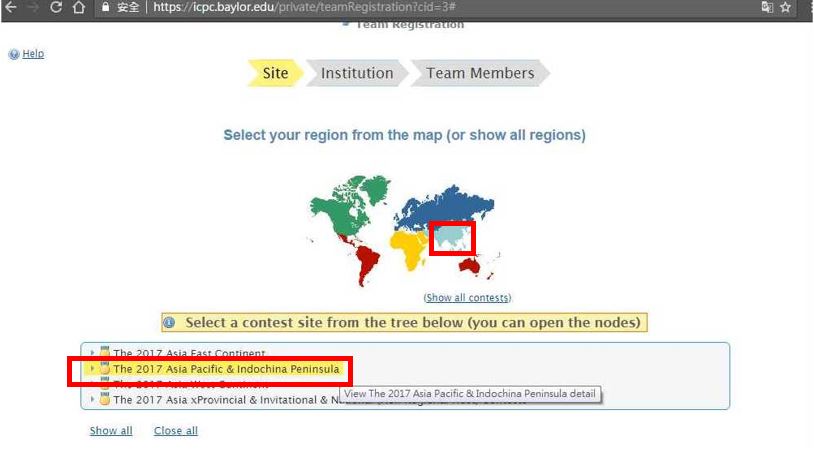 安全 | https://icpc.baylor.edu/private/teamRegistration?cid=3#
Team Registration
Help
Site Institution Team Members
Select your region from the map (or show all regions)
(Show all contests)
Select a contest site from the tree below (you can open the nodes)
The 2017 Asia East Continent
The 2017 Asia Pacific & Indochina Peninsula
The 2017 Asia West Continent
View The 2017 Asia Pacific & Indochina Peninsula detail
The 2017 Asia xProvincial & Invitational &
Show all Close all